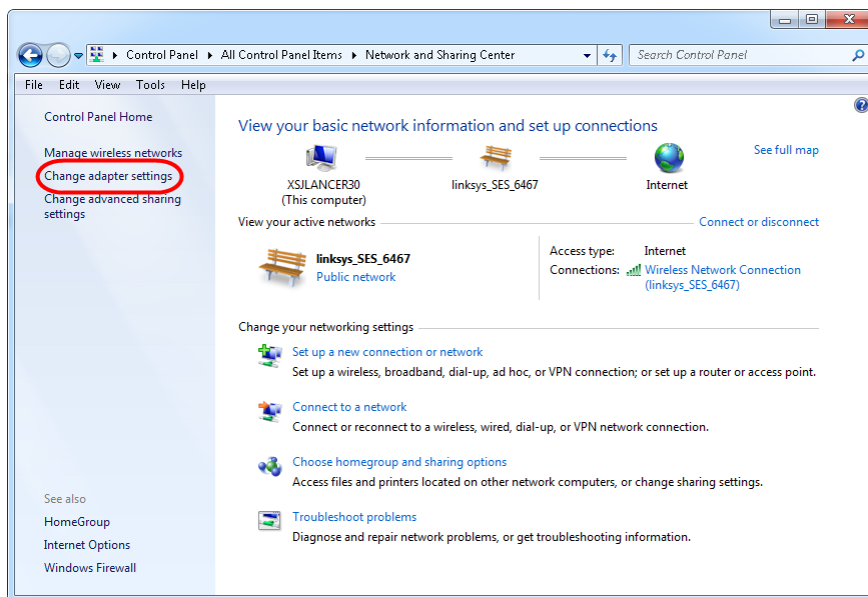 Control Panel All Control Panel Items Network and Sharing Center Search Control Panel
File Edit View Tools Help
Control Panel Home
Manage wireless networks
Change adapter settings
Change advanced sharing
settings
See also
HomeGroup
Internet Options
Windows Firewall
View your basic network information and set up connections
See full map
XSJLANCER30
(This computer)
linksys_SES_6467
Internet
View your active networks
Connect or disconnect
linksys_SES_6467
Public network
Access type: Internet
Connections: Wireless Network Connection
(linksys_SES_6467)
Change your networking settings
Set up a new connection or network
Set up a wireless, broadband, dial-up, ad hoc, or VPN connection; or set up a router or access point.
Connect to a network
Connect or reconnect to a wireless, wired, dial-up, or VPN network connection.
Choose homegroup and sharing options
Access files and printers located on other network computers, or change sharing settings.
Troubleshoot problems
Diagnose and repair network problems, or get troubleshooting information.